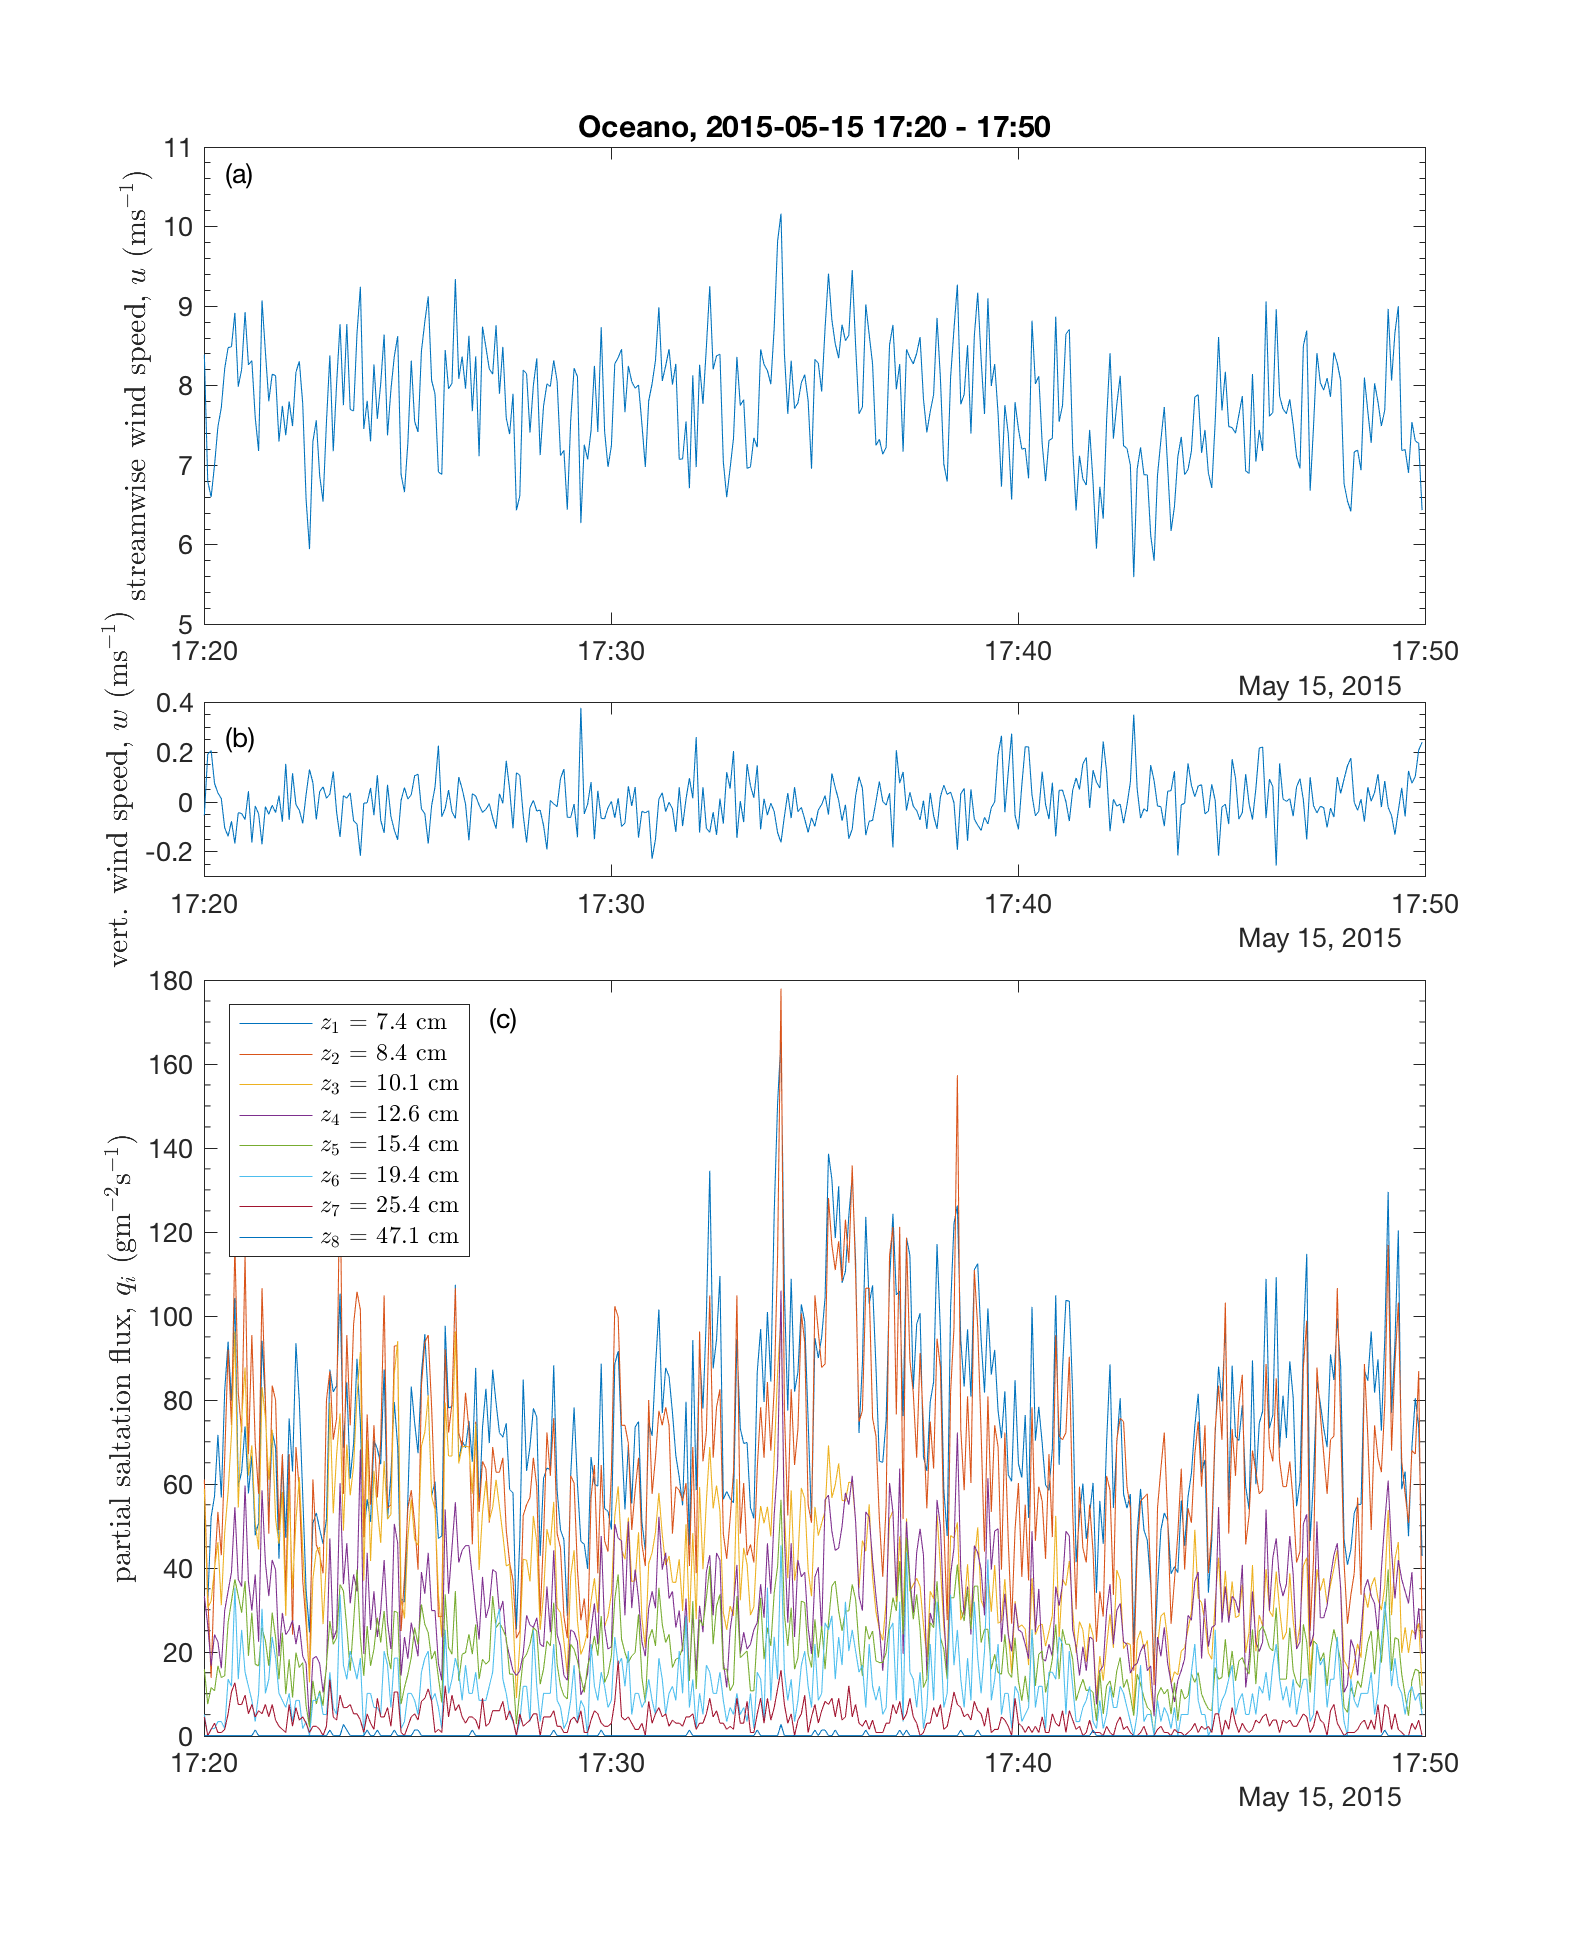 Oceano, 2015-05-15 17:20 - 17:50
(a)
streamwise wind speed, u (ms⁻¹)
11
10
9
8
7
6
5
17:20 17:30 17:40 17:50
May 15, 2015
(b)
vert. wind speed, w (ms⁻¹)
0.4
0.2
0
-0.2
17:20 17:30 17:40 17:50
May 15, 2015
(c)
partial saltation flux, qᵢ (gm⁻²s⁻¹)
180
160
140
120
100
80
60
40
20
0
z₁ = 7.4 cm
z₂ = 8.4 cm
z₃ = 10.1 cm
z₄ = 12.6 cm
z₅ = 15.4 cm
z₆ = 19.4 cm
z₇ = 25.4 cm
z₈ = 47.1 cm
17:20 17:30 17:40 17:50
May 15, 2015